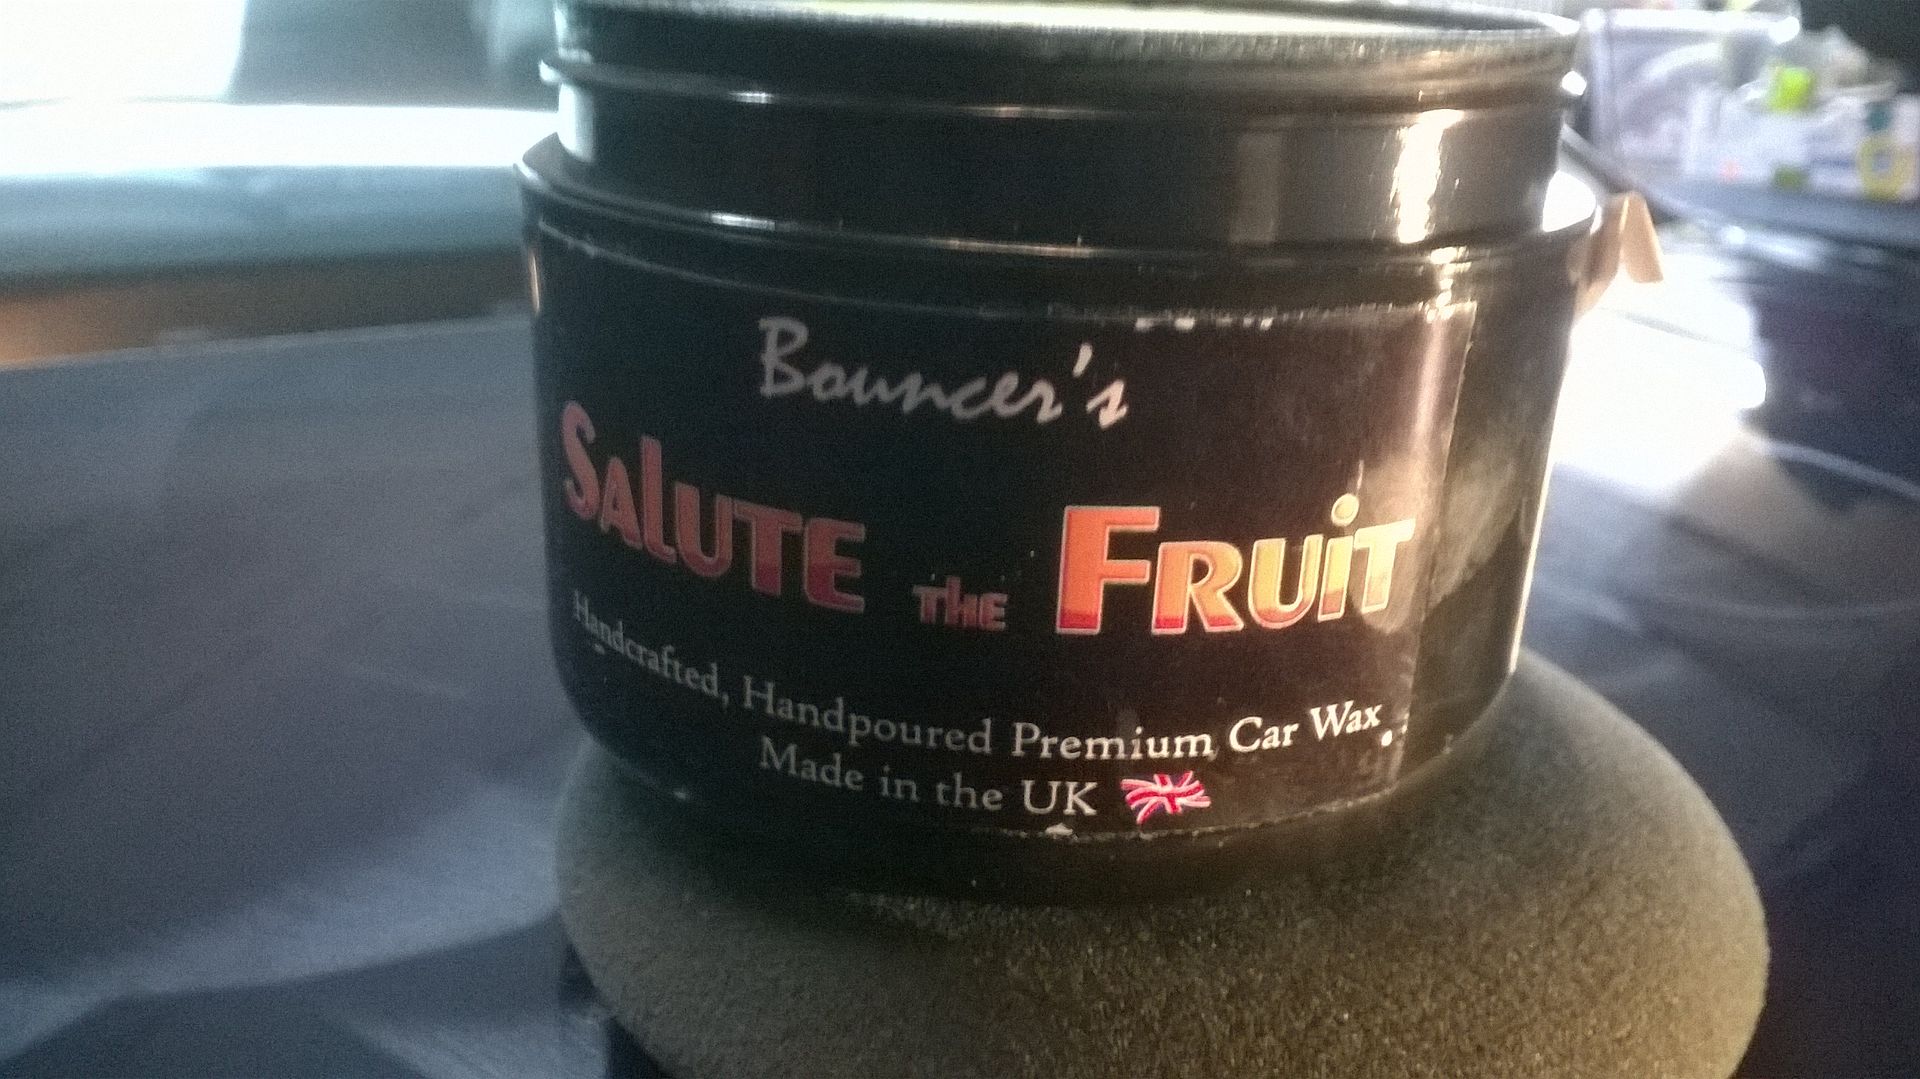 Bouncer's
Salute the Fruit
Handcrafted, Handpoured Premium Car Wax
Made in the UK